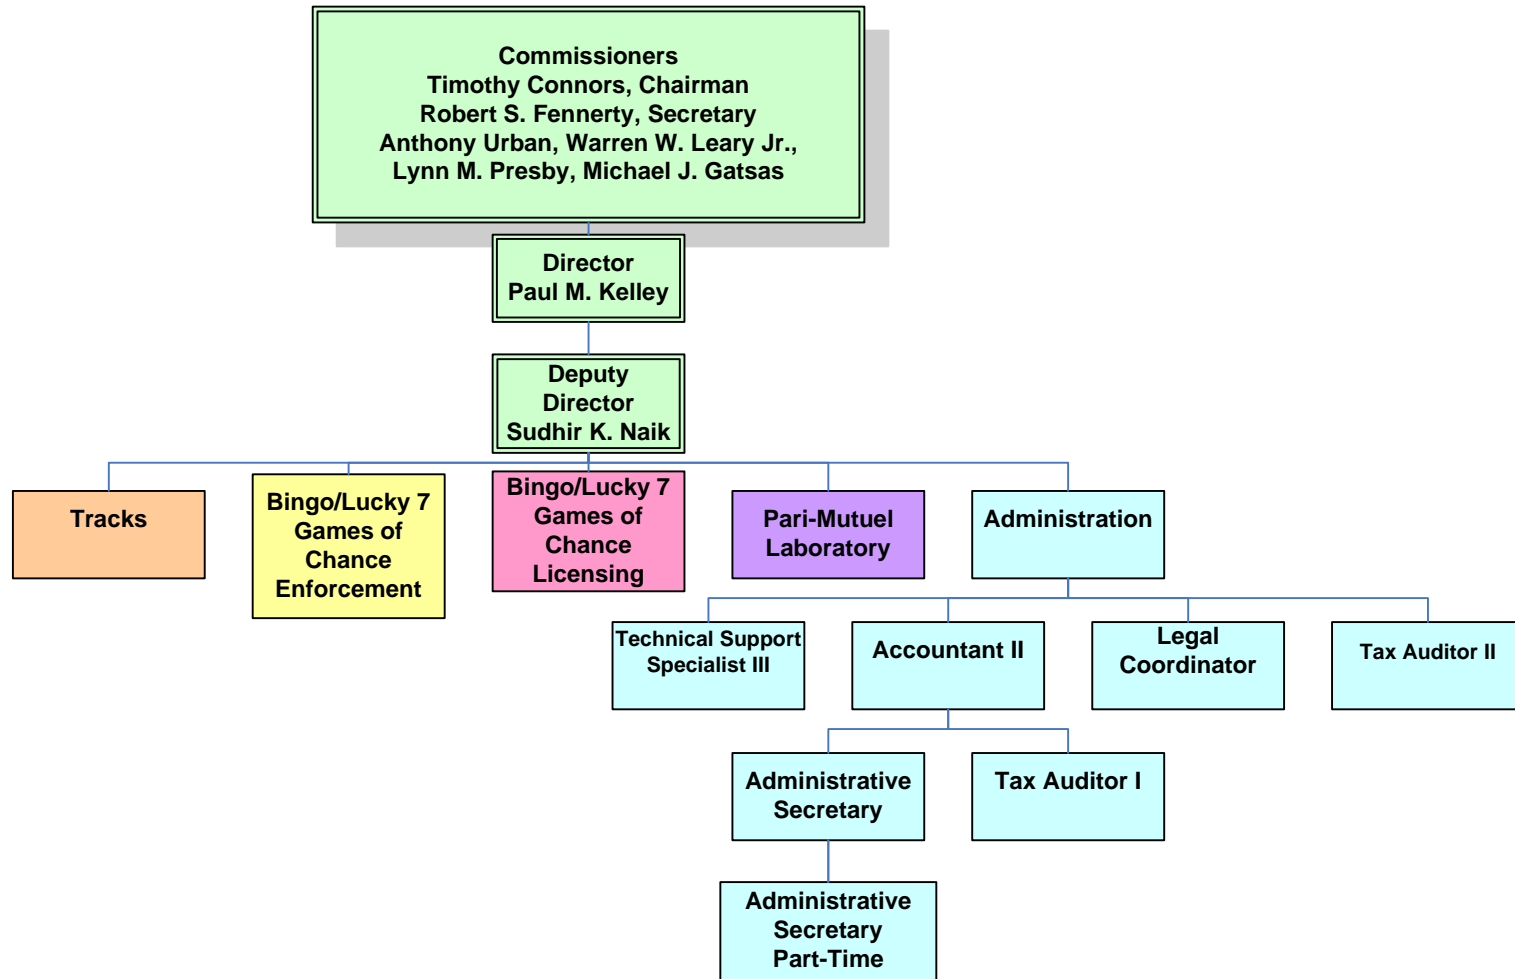 Commissioners
Timothy Connors, Chairman
Robert S. Fennerty, Secretary
Anthony Urban, Warren W. Leary Jr.,
Lynn M. Presby, Michael J. Gatsas
Director
Paul M. Kelley
Deputy
Director
Sudhir K. Naik
Tracks
Bingo/Lucky 7
Games of
Chance
Enforcement
Bingo/Lucky 7
Games of
Chance
Licensing
Pari-Mutuel
Laboratory
Administration
Technical Support
Specialist III
Accountant II
Legal
Coordinator
Tax Auditor II
Administrative
Secretary
Tax Auditor I
Administrative
Secretary
Part-Time